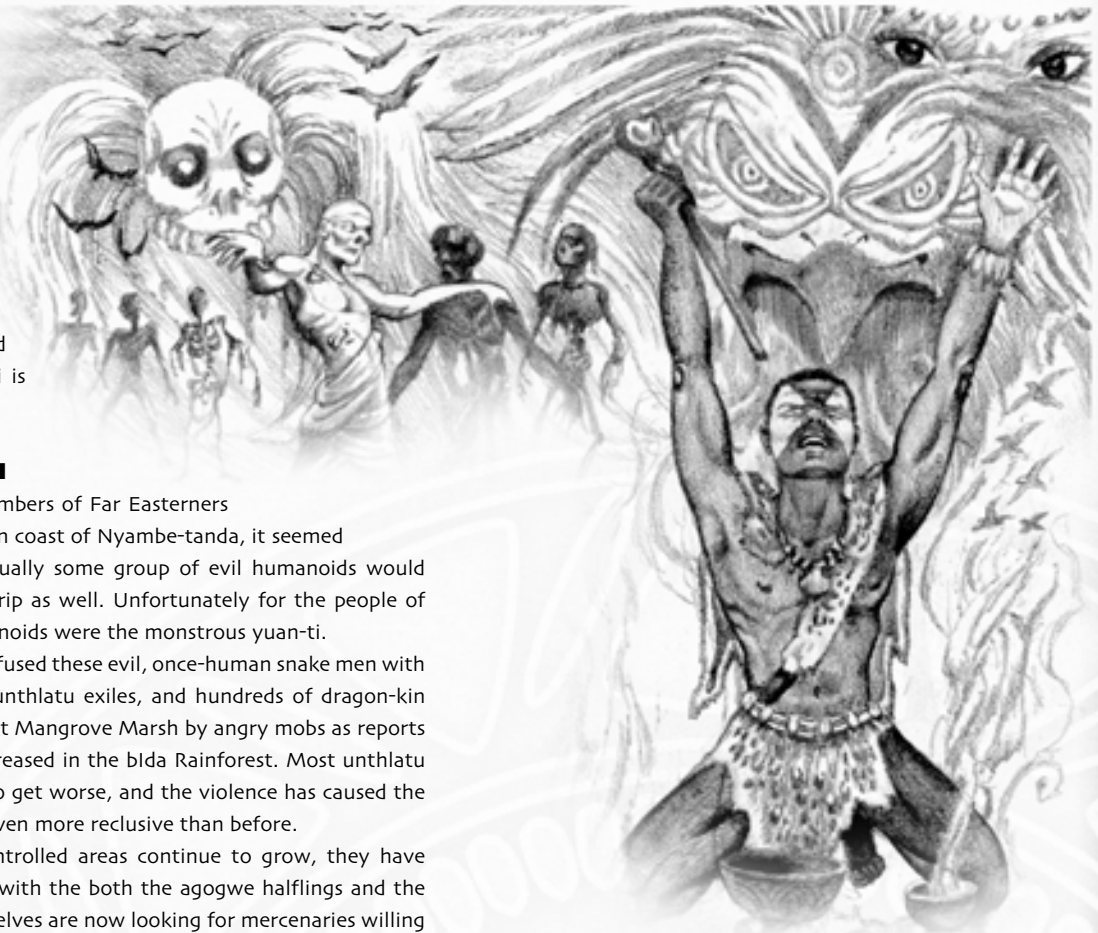 i is
mbers of Far Easterners
n coast of Nyambe-tanda, it seemed
ually some group of evil humanoids would
rip as well. Unfortunately for the people of
noids were the monstrous yuan-ti.
fused these evil, once-human snake men with
unthlatu exiles, and hundreds of dragon-kin
t Mangrove Marsh by angry mobs as reports
reased in the bIda Rainforest. Most unthlatu
o get worse, and the violence has caused the
ven more reclusive than before.
ntrolled areas continue to grow, they have
with the both the agogwe halflings and the
elves are now looking for mercenaries willing